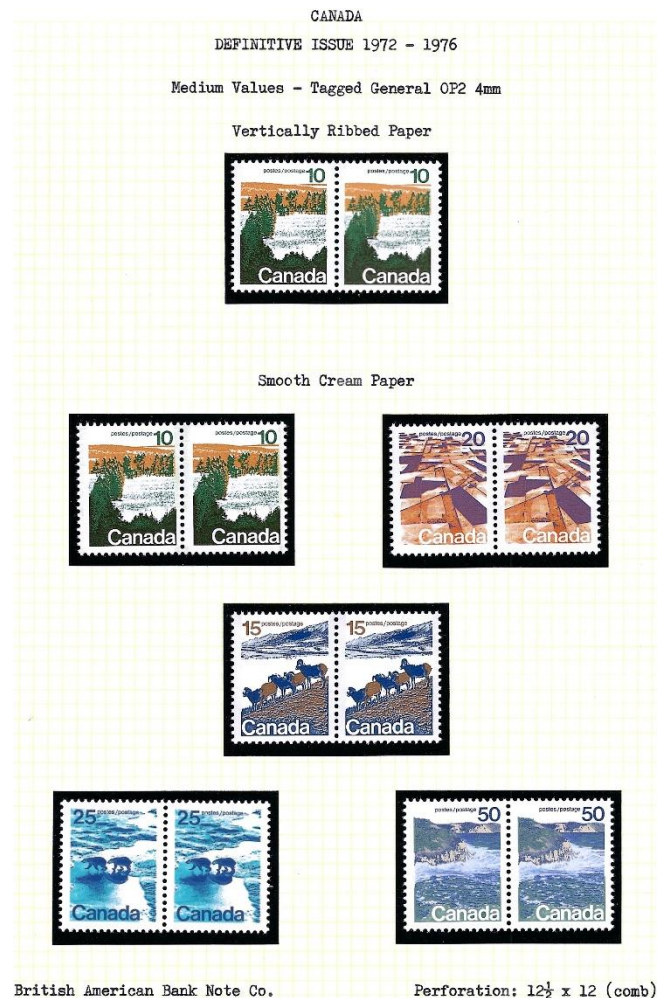 CANADA
DEFINITIVE ISSUE 1972 - 1976
Medium Values - Tagged General OP2 4mm
Vertically Ribbed Paper
postes/postage 10
postes/postage 10
Canada
Canada
Smooth Cream Paper
postes/postage 10
postes/postage 10
Canada
Canada
postes/postage 20
postes/postage 20
Canada
Canada
15 postes/postage
15 postes/postage
Canada
Canada
25 postes/postage
25 postes/postage
Canada
Canada
postes/postage 50
postes/postage 50
Canada
Canada
British American Bank Note Co.
Perforation: 12½ x 12 (comb)